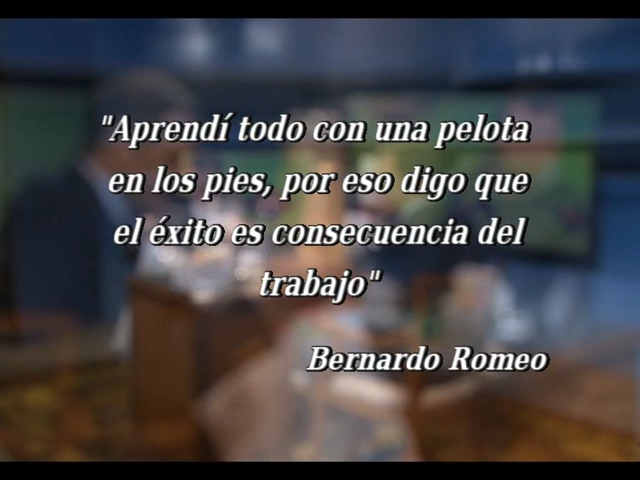 "Aprendí todo con una pelota
en los pies, por eso digo que
el éxito es consecuencia del
trabajo"
Bernardo Romeo